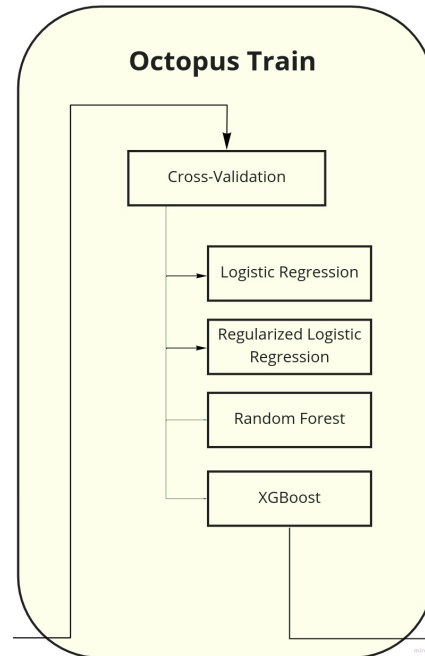 Octopus Train
Cross-Validation
Logistic Regression
Regularized Logistic
Regression
Random Forest
XGBoost